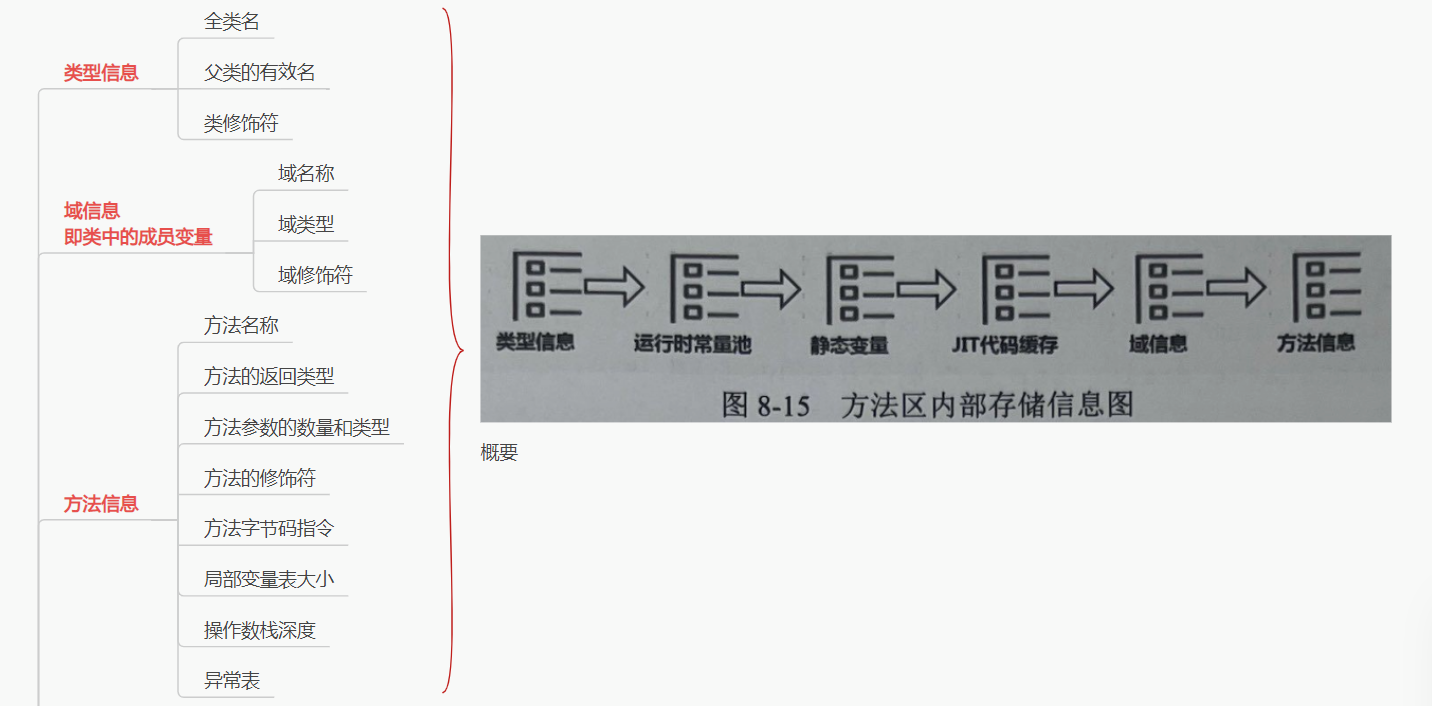 全类名
类型信息
父类的有效名
类修饰符
域名称
域信息
即类中的成员变量
域类型
域修饰符
方法名称
方法的返回类型
方法参数的数量和类型
方法的修饰符
方法信息
方法字节码指令
局部变量表大小
操作数栈深度
异常表
类型信息
运行时常量池
静态变量
JIT代码缓存
域信息
方法信息
图 8-15 方法区内部存储信息图
概要